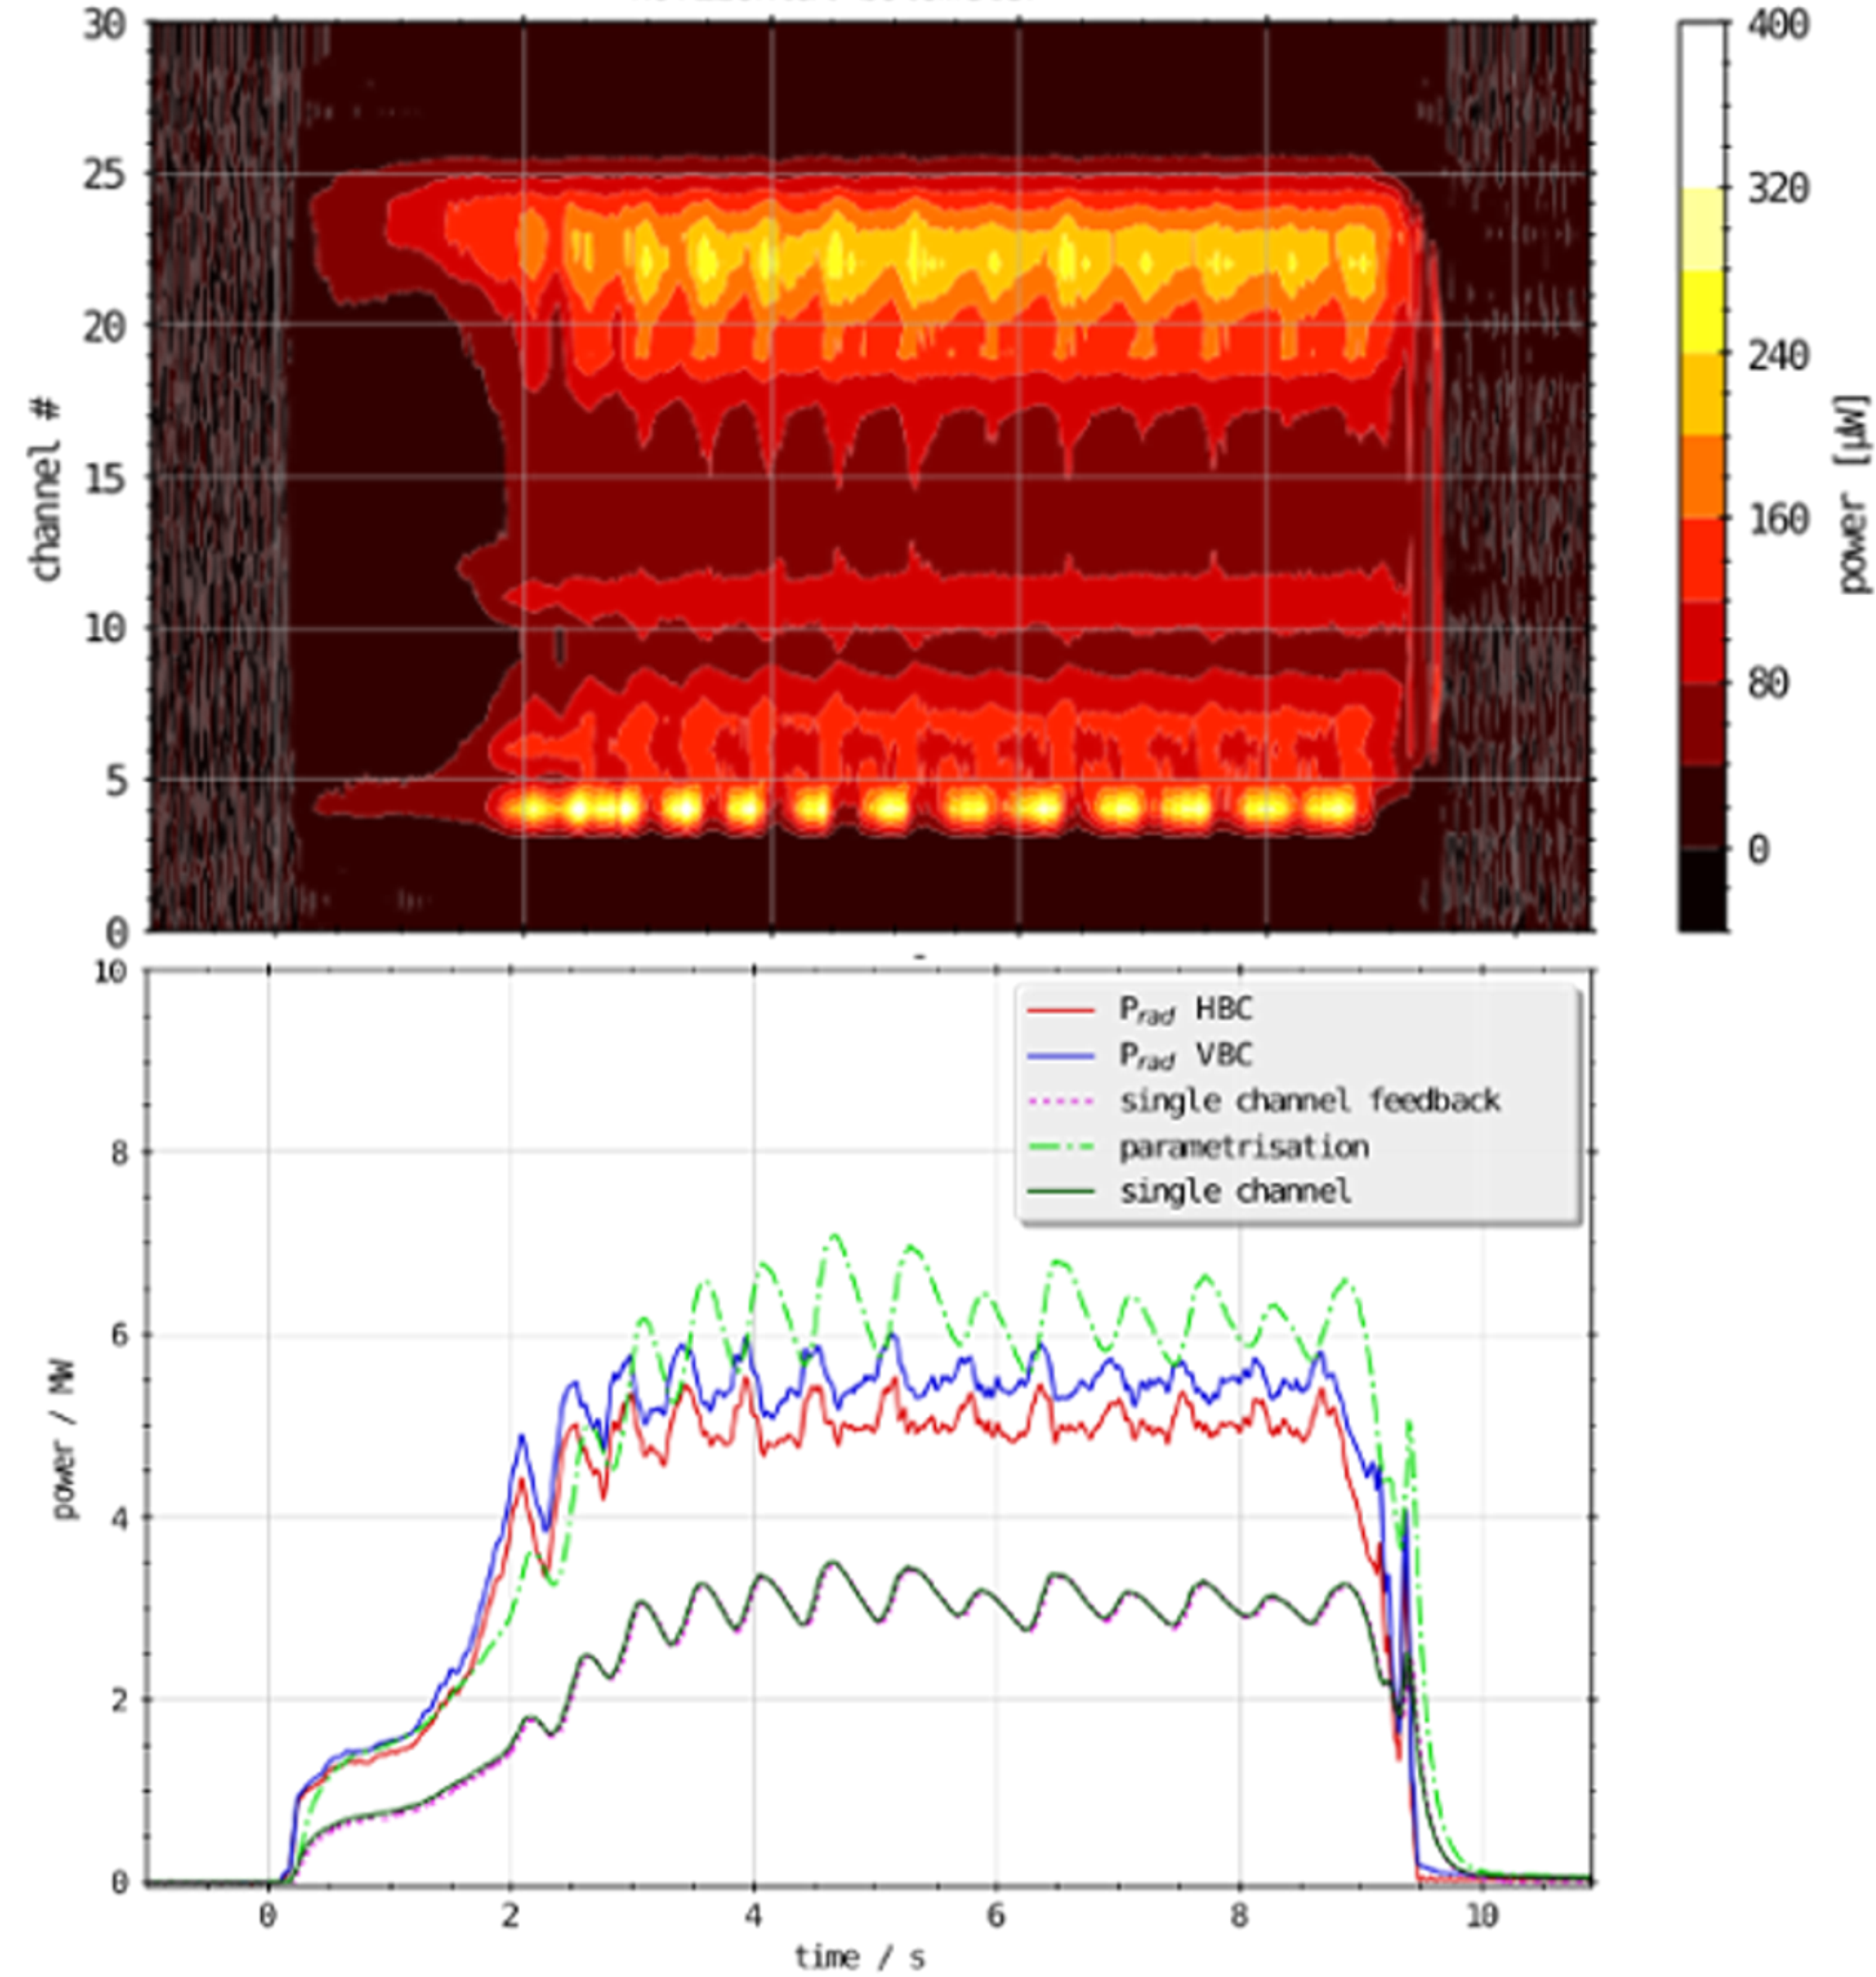 30
25
20
15
10
5
0
channel #
400
320
240
160
80
0
power [µW]
10
8
6
4
2
0
power / MW
P_rad HBC
P_rad VBC
single channel feedback
parametrisation
single channel
0 2 4 6 8 10
time / s